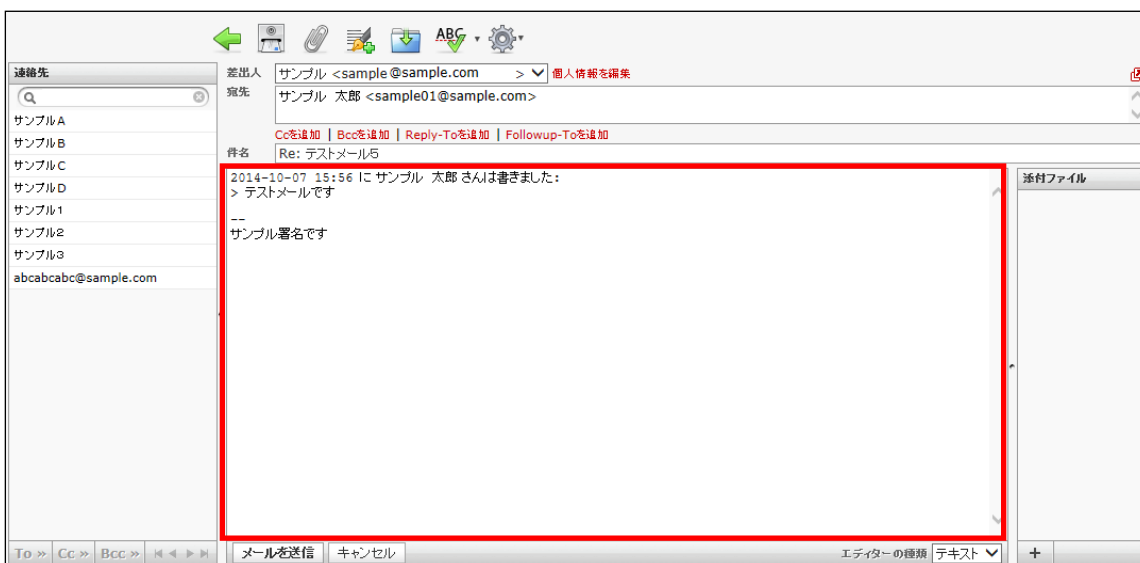 ABC
連絡先
サンプルA
サンプルB
サンプルC
サンプルD
サンプル1
サンプル2
サンプル3
abcabcabc@sample.com
To » Cc » Bcc »
差出人 サンプル <sample@sample.com > 個人情報を編集
宛先 サンプル 太郎 <sample01@sample.com>
Ccを追加 | Bccを追加 | Reply-Toを追加 | Followup-Toを追加
件名 Re: テストメール5
2014-10-07 15:56 に サンプル 太郎 さんは書きました:
> テストメールです
--
サンプル署名です
メールを送信 キャンセル エディターの種類 テキスト
添付ファイル
+